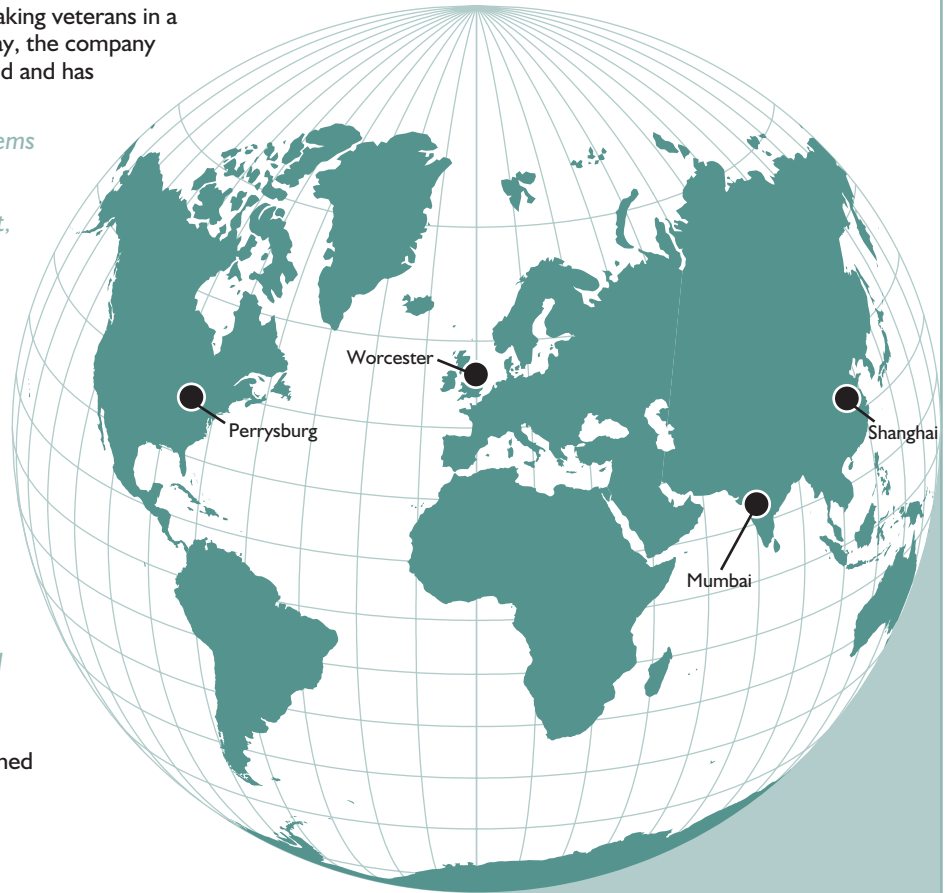 aking veterans in a
ay, the company
d and has
ems
t,
ned
Worcester
Perrysburg
Shanghai
Mumbai